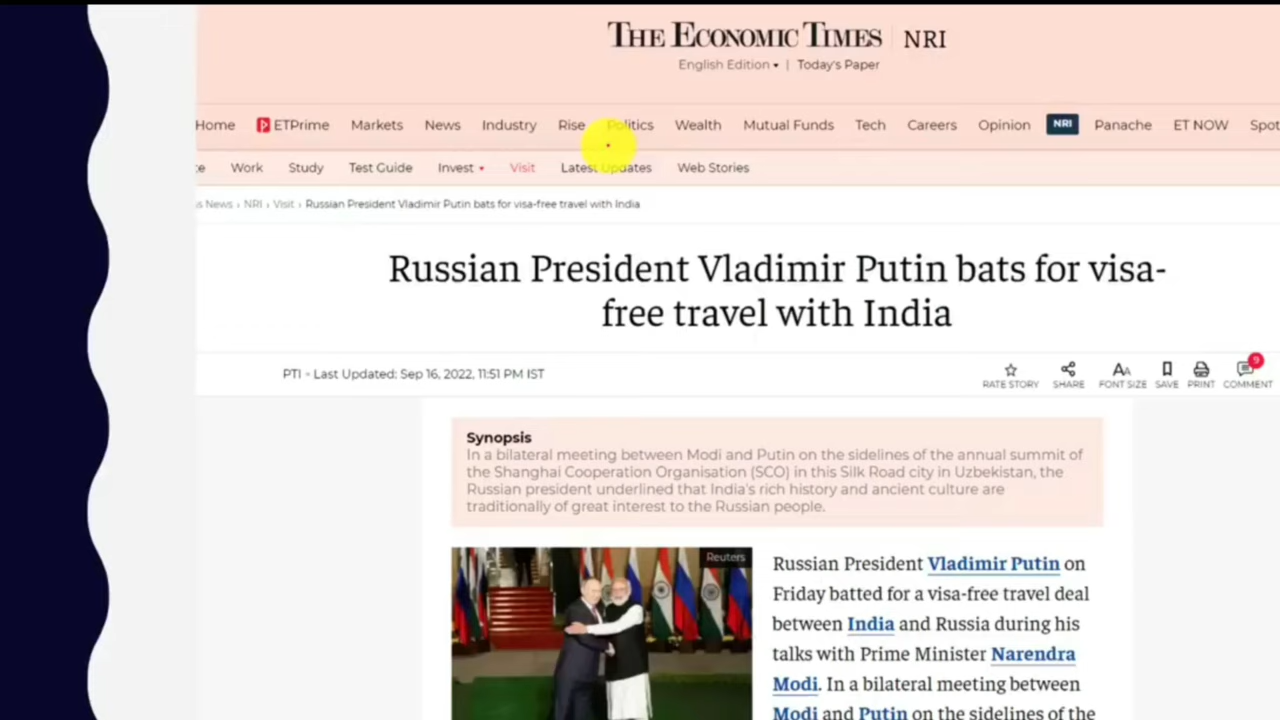 THE ECONOMIC TIMES NRI
English Edition | Today's Paper
Home ETPrime Markets News Industry Rise Politics Wealth Mutual Funds Tech Careers Opinion NRI Panache ET NOW Spot
Work Study Test Guide Invest Visit Latest Updates Web Stories
s News › NRI › Visit › Russian President Vladimir Putin bats for visa-free travel with India
Russian President Vladimir Putin bats for visa-
free travel with India
PTI • Last Updated: Sep 16, 2022, 11:51 PM IST
9
RATE STORY SHARE FONT SIZE SAVE PRINT COMMENT
Synopsis
In a bilateral meeting between Modi and Putin on the sidelines of the annual summit of
the Shanghai Cooperation Organisation (SCO) in this Silk Road city in Uzbekistan, the
Russian president underlined that India's rich history and ancient culture are
traditionally of great interest to the Russian people.
Reuters
Russian President Vladimir Putin on
Friday batted for a visa-free travel deal
between India and Russia during his
talks with Prime Minister Narendra
Modi. In a bilateral meeting between
Modi and Putin on the sidelines of the